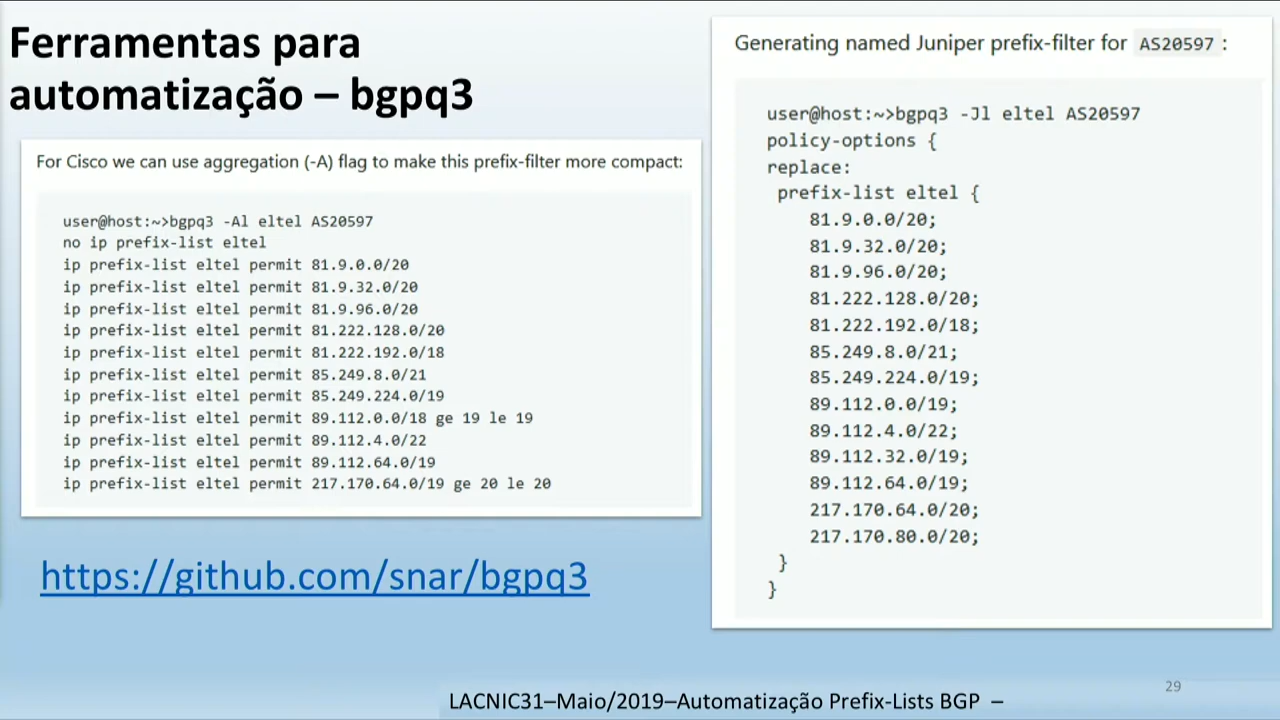 Ferramentas para
automatização – bgpq3
For Cisco we can use aggregation (-A) flag to make this prefix-filter more compact:
user@host:~>bgpq3 -Al eltel AS20597
no ip prefix-list eltel
ip prefix-list eltel permit 81.9.0.0/20
ip prefix-list eltel permit 81.9.32.0/20
ip prefix-list eltel permit 81.9.96.0/20
ip prefix-list eltel permit 81.222.128.0/20
ip prefix-list eltel permit 81.222.192.0/18
ip prefix-list eltel permit 85.249.8.0/21
ip prefix-list eltel permit 85.249.224.0/19
ip prefix-list eltel permit 89.112.0.0/18 ge 19 le 19
ip prefix-list eltel permit 89.112.4.0/22
ip prefix-list eltel permit 89.112.64.0/19
ip prefix-list eltel permit 217.170.64.0/19 ge 20 le 20
https://github.com/snar/bgpq3
Generating named Juniper prefix-filter for AS20597 :
user@host:~>bgpq3 -Jl eltel AS20597
policy-options {
replace:
prefix-list eltel {
81.9.0.0/20;
81.9.32.0/20;
81.9.96.0/20;
81.222.128.0/20;
81.222.192.0/18;
85.249.8.0/21;
85.249.224.0/19;
89.112.0.0/19;
89.112.4.0/22;
89.112.32.0/19;
89.112.64.0/19;
217.170.64.0/20;
217.170.80.0/20;
}
}
29
LACNIC31–Maio/2019–Automatização Prefix-Lists BGP –